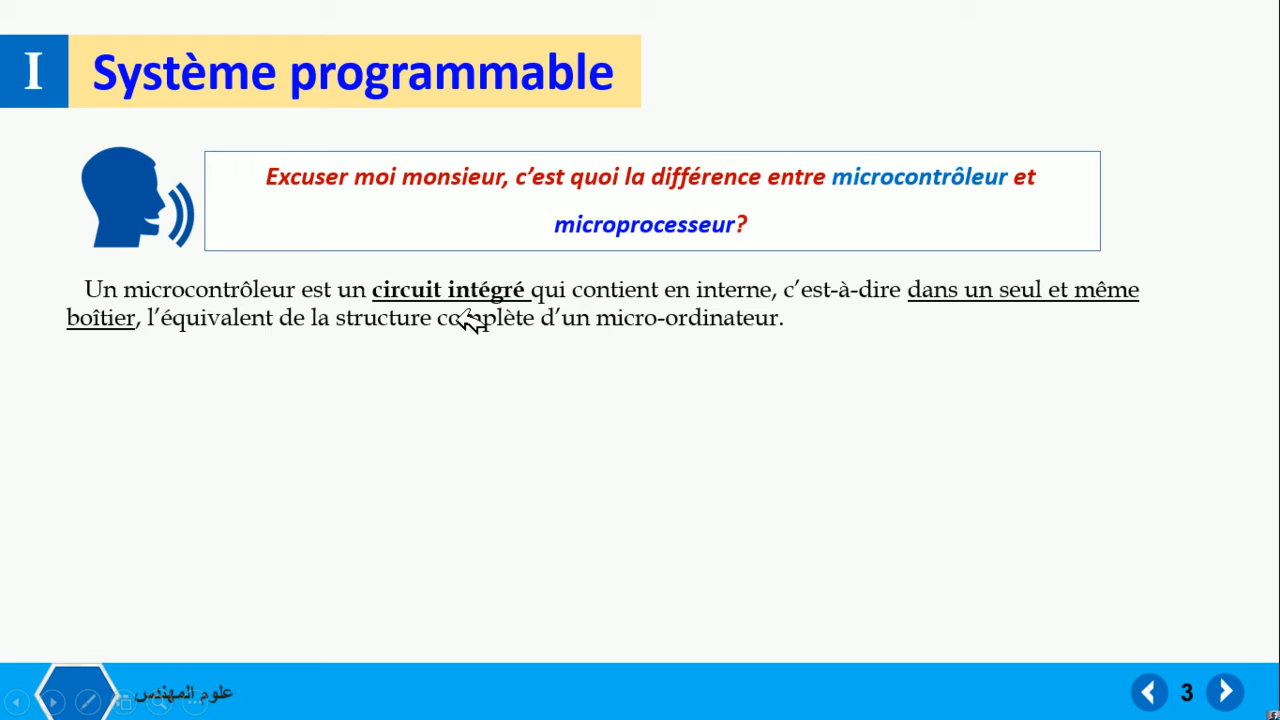 I
Système programmable
Excuser moi monsieur, c’est quoi la différence entre microcontrôleur et
microprocesseur?
Un microcontrôleur est un circuit intégré qui contient en interne, c’est-à-dire dans un seul et même
boîtier, l’équivalent de la structure complète d’un micro-ordinateur.
علوم المهندس
3